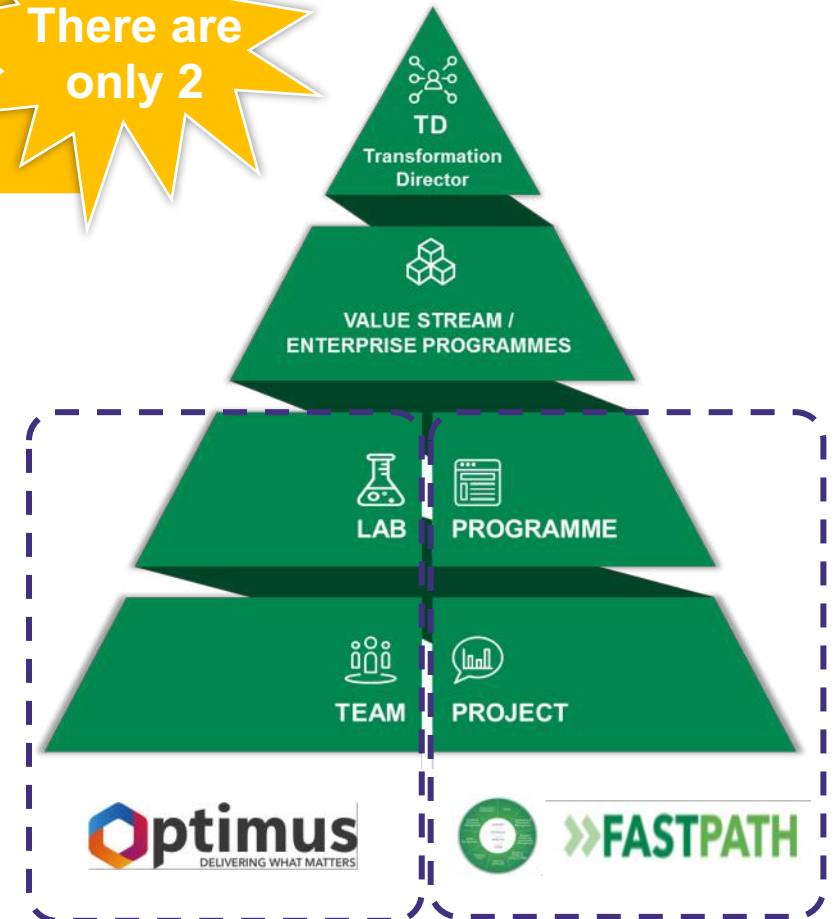 There are
only 2
TD
Transformation
Director
VALUE STREAM /
ENTERPRISE PROGRAMMES
LAB
PROGRAMME
TEAM
PROJECT
Optimus
DELIVERING WHAT MATTERS
»FASTPATH